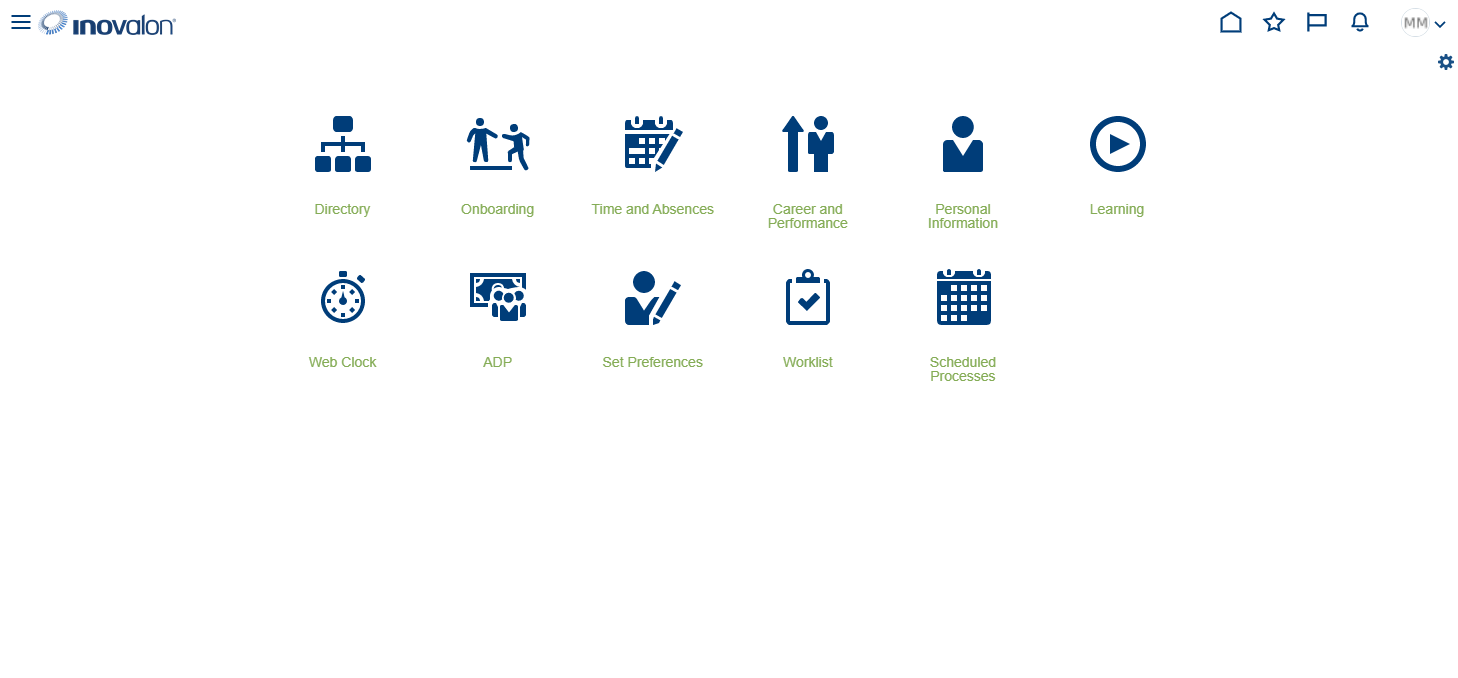 inovalon®
MM
Directory
Onboarding
Time and Absences
Career and
Performance
Personal
Information
Learning
Web Clock
ADP
Set Preferences
Worklist
Scheduled
Processes